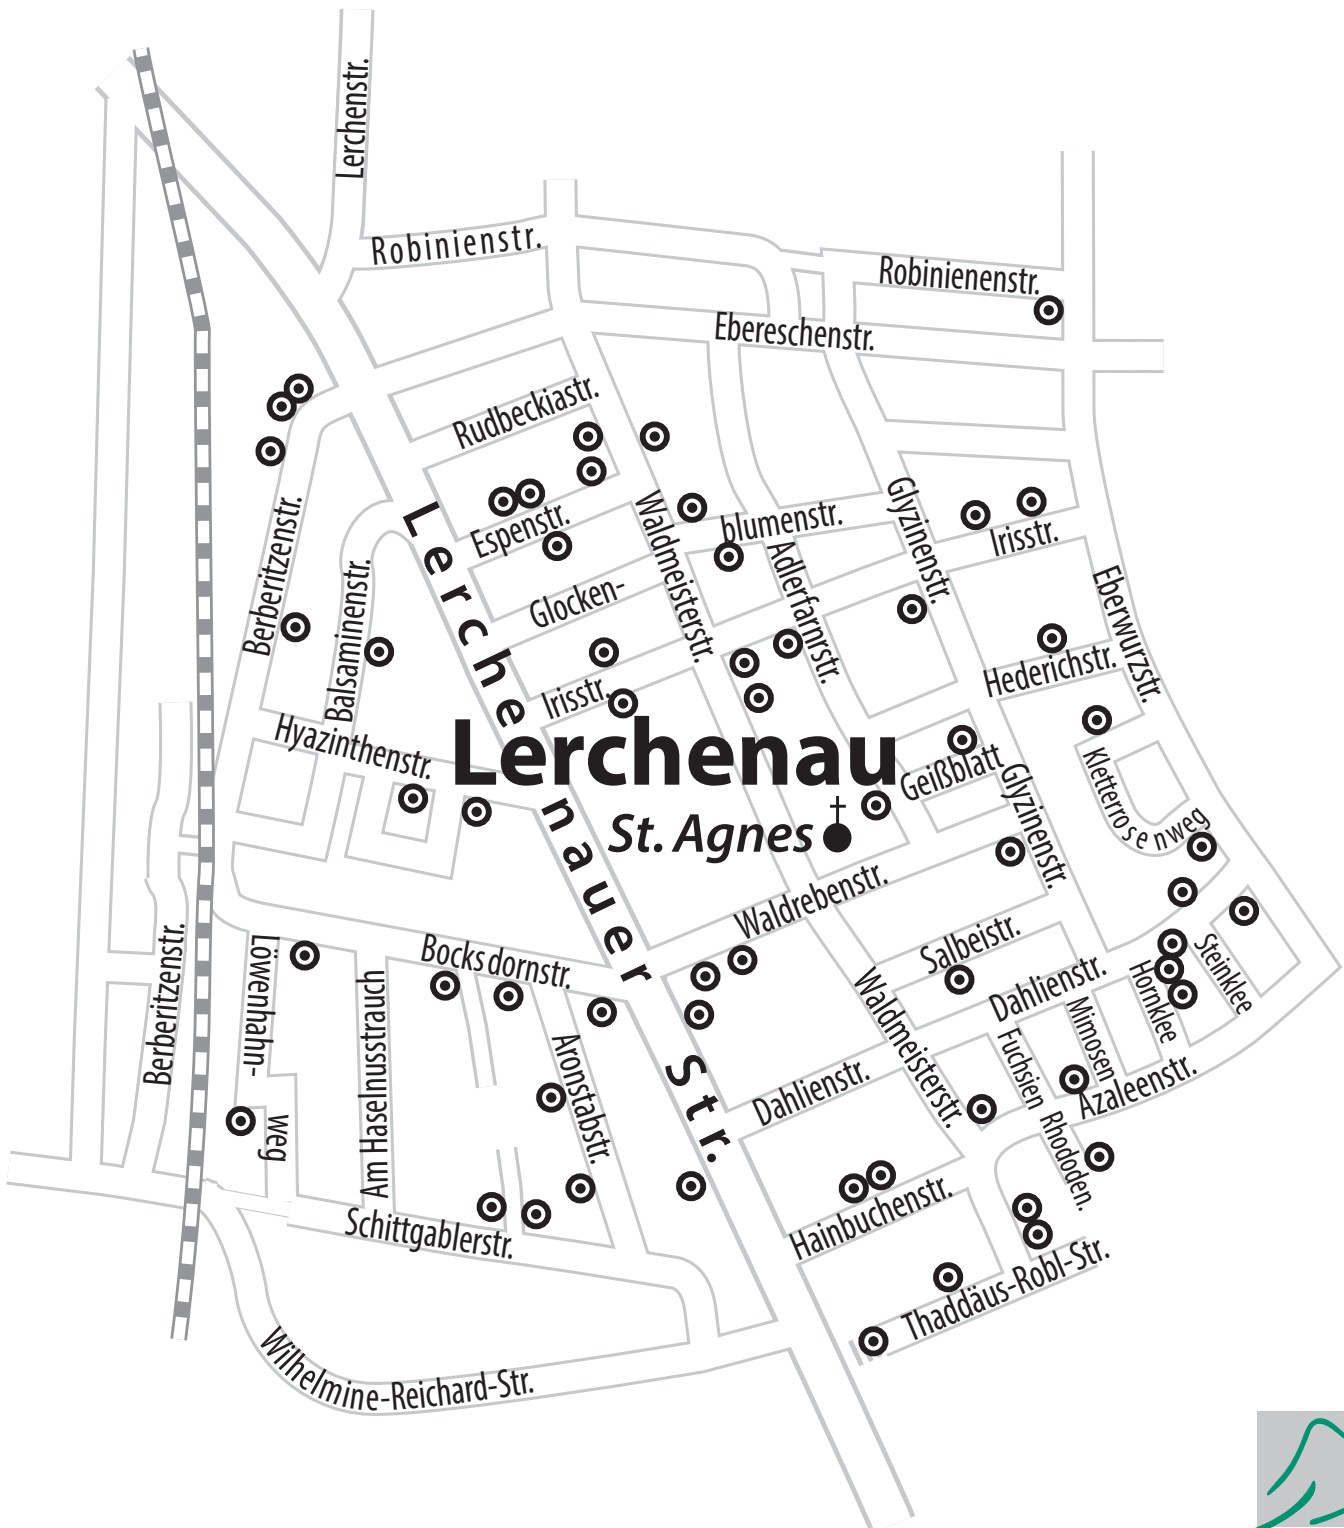 Lerchenstr.
Robinienstr.
Robinienenstr.
Ebereschenstr.
Rudbeckiastr.
Espenstr.
Waldmeisterstr.
blumenstr.
Glyzinenstr.
Irisstr.
Adlerfarnrstr.
Glocken-
Berberitzenstr.
Balsaminenstr.
Eberwurzstr.
Hederichstr.
Irisstr.
Hyazinthenstr.
Lerchenauer Str.
Lerchenau
St. Agnes
Geißblatt
Glyzinenstr.
Kletterrosenweg
Waldrebenstr.
Salbeistr.
Dahlienstr.
Steinklee
Hornklee
Mimosen
Fuchsien
Azaleenstr.
Bocksdornstr.
Löwenhahn-
weg
Berberitzenstr.
Am Haselnusstrauch
Aronstabstr.
Waldmeisterstr.
Dahlienstr.
Rhododen.
Hainbuchenstr.
Thaddäus-Robl-Str.
Schittgablerstr.
Wilhelmine-Reichard-Str.